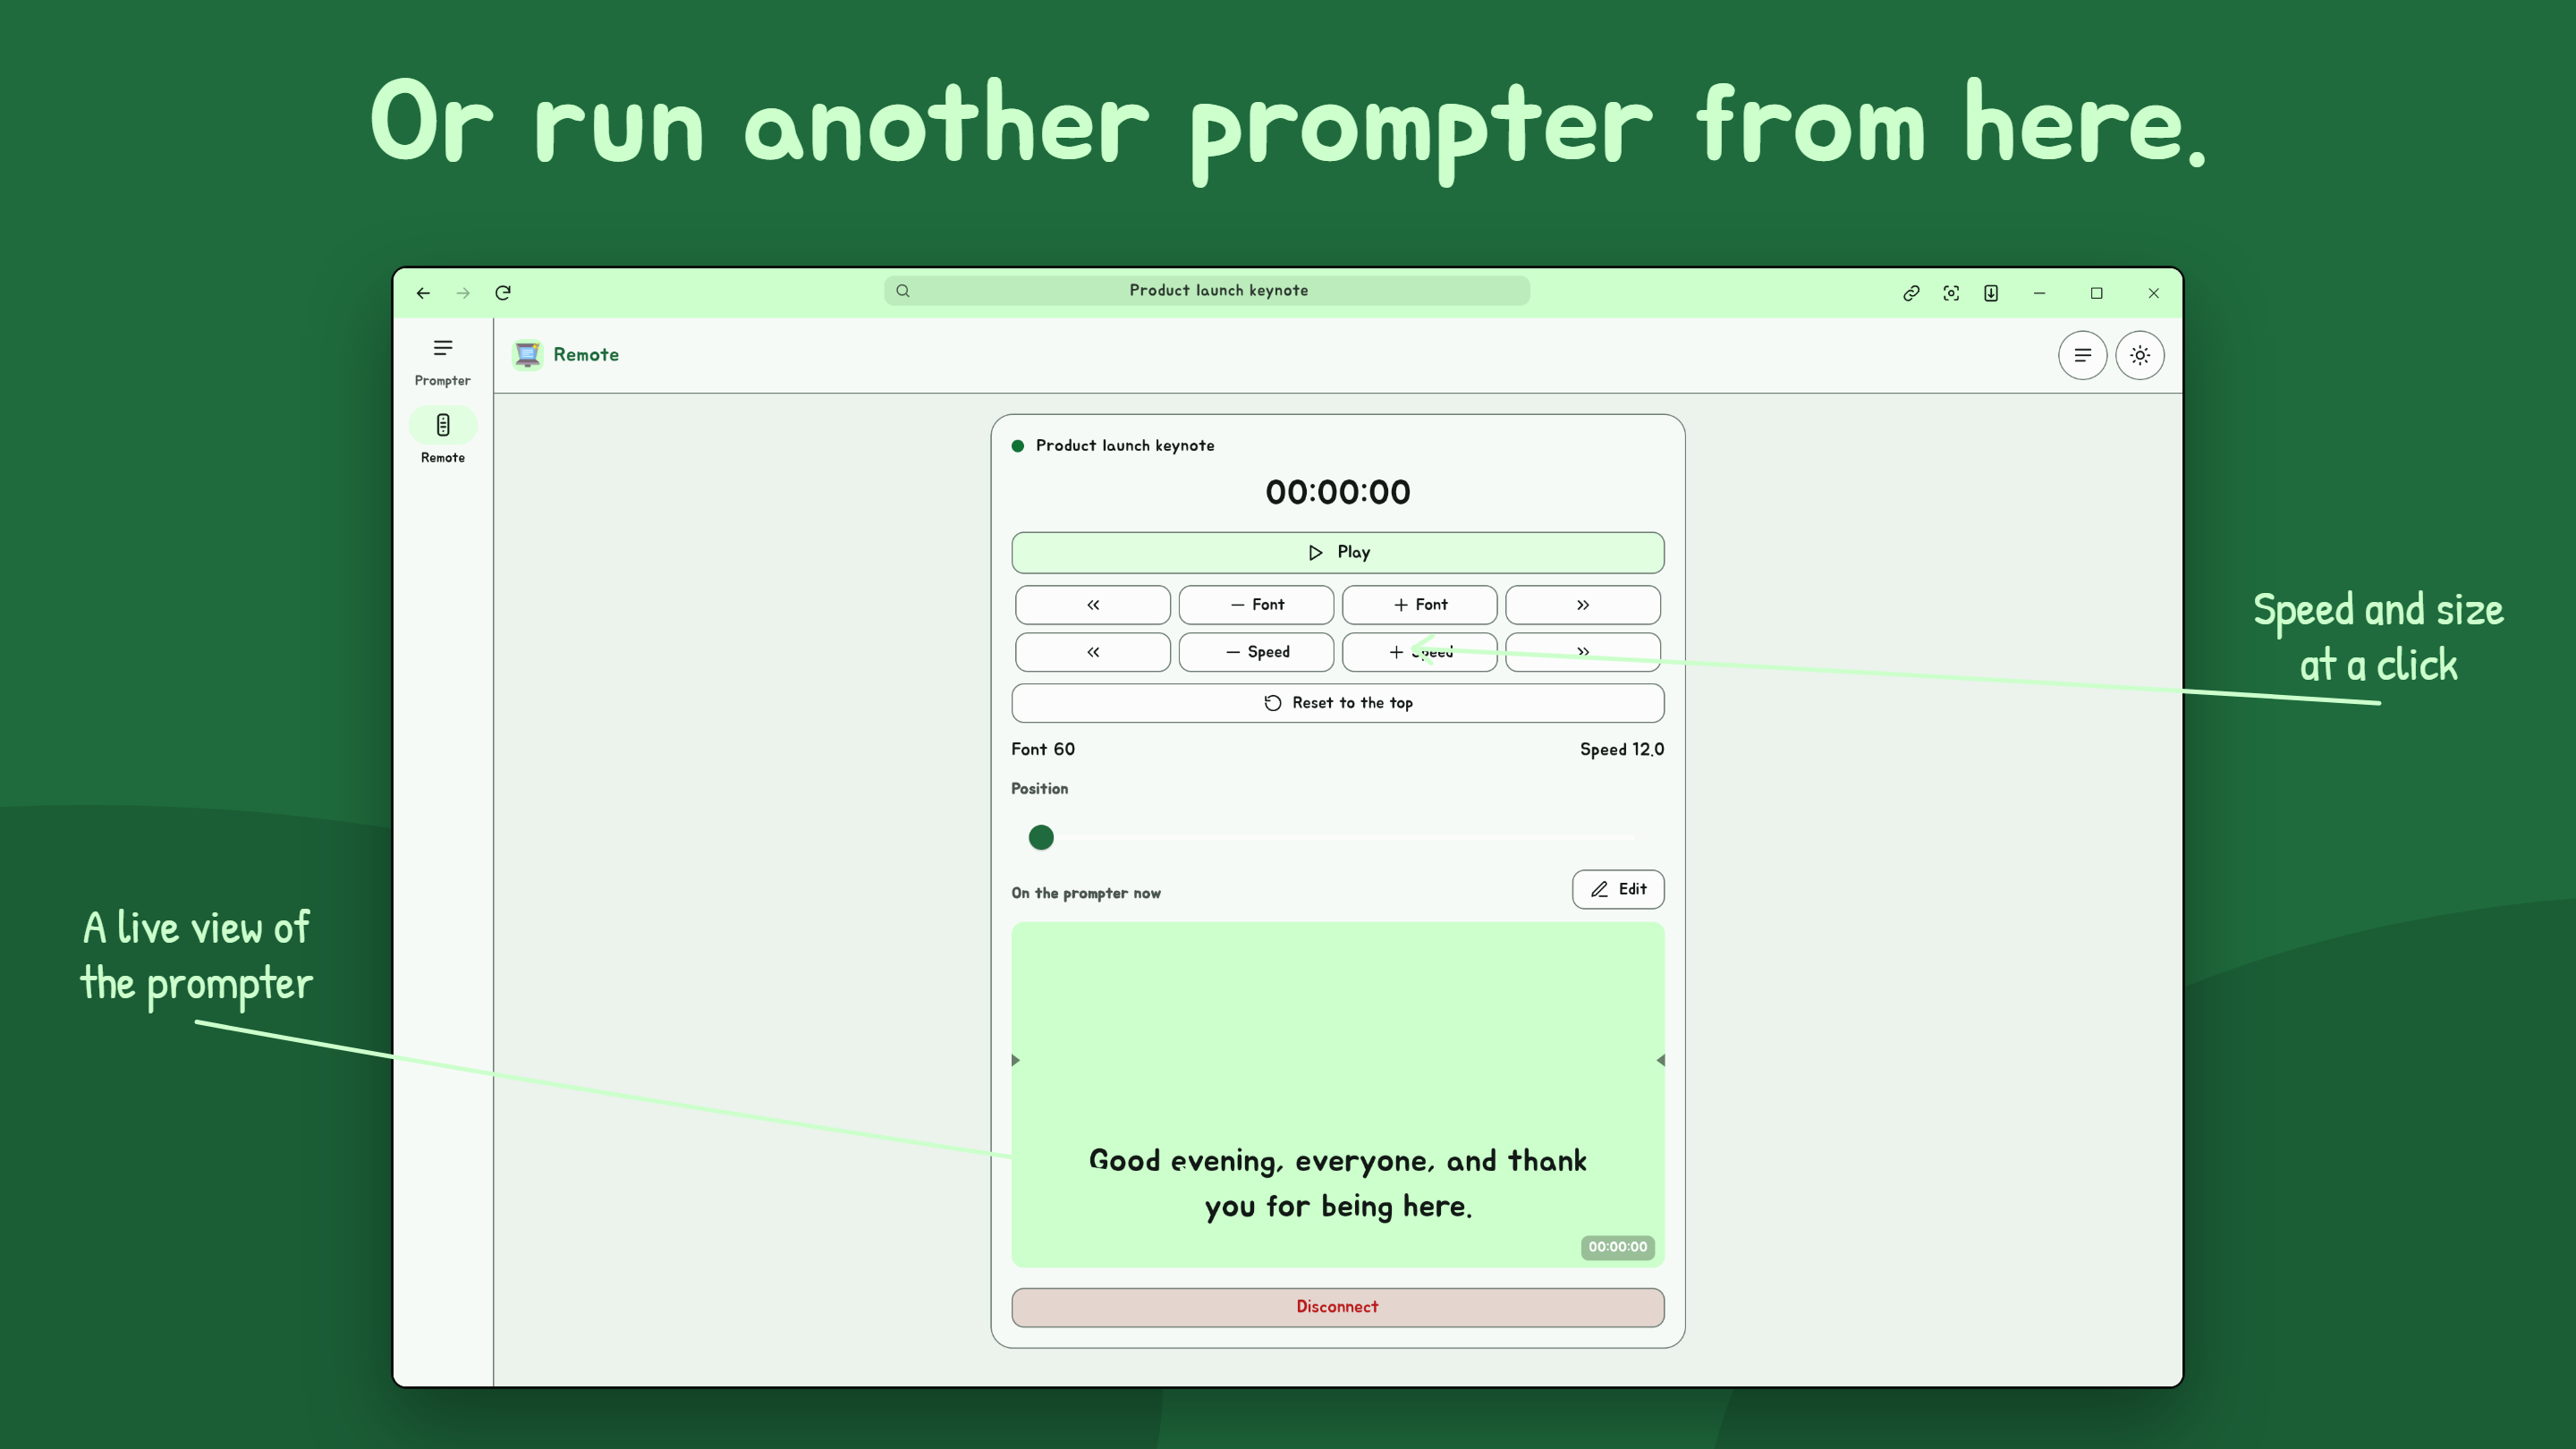 Or run another prompter from here.
Product launch keynote
Prompter
Remote
Remote
Product launch keynote
00:00:00
Play
Font
Font
Speed
Speed
Reset to the top
Font 60
Speed 12.0
Position
On the prompter now
Edit
Good evening, everyone, and thank
you for being here.
00:00:00
Disconnect
Speed and size
at a click
A live view of
the prompter